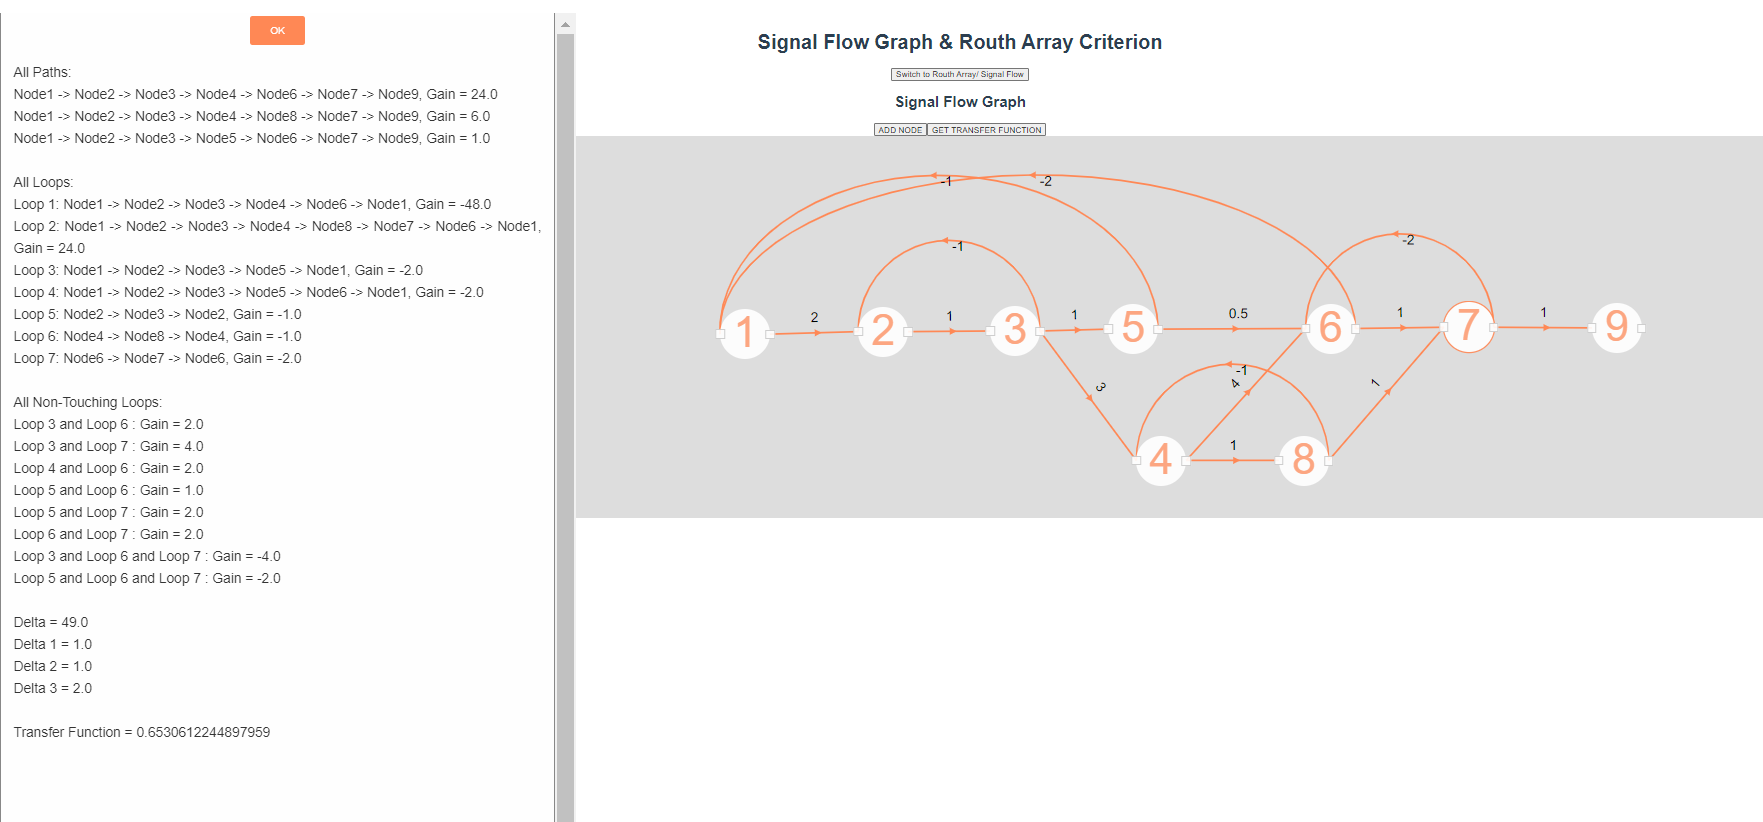 OK
All Paths:
Node1 -> Node2 -> Node3 -> Node4 -> Node6 -> Node7 -> Node9, Gain = 24.0
Node1 -> Node2 -> Node3 -> Node4 -> Node8 -> Node7 -> Node9, Gain = 6.0
Node1 -> Node2 -> Node3 -> Node5 -> Node6 -> Node7 -> Node9, Gain = 1.0
All Loops:
Loop 1: Node1 -> Node2 -> Node3 -> Node4 -> Node6 -> Node1, Gain = -48.0
Loop 2: Node1 -> Node2 -> Node3 -> Node4 -> Node8 -> Node7 -> Node6 -> Node1,
Gain = 24.0
Loop 3: Node1 -> Node2 -> Node3 -> Node5 -> Node1, Gain = -2.0
Loop 4: Node1 -> Node2 -> Node3 -> Node5 -> Node6 -> Node1, Gain = -2.0
Loop 5: Node2 -> Node3 -> Node2, Gain = -1.0
Loop 6: Node4 -> Node8 -> Node4, Gain = -1.0
Loop 7: Node6 -> Node7 -> Node6, Gain = -2.0
All Non-Touching Loops:
Loop 3 and Loop 6 : Gain = 2.0
Loop 3 and Loop 7 : Gain = 4.0
Loop 4 and Loop 6 : Gain = 2.0
Loop 5 and Loop 6 : Gain = 1.0
Loop 5 and Loop 7 : Gain = 2.0
Loop 6 and Loop 7 : Gain = 2.0
Loop 3 and Loop 6 and Loop 7 : Gain = -4.0
Loop 5 and Loop 6 and Loop 7 : Gain = -2.0
Delta = 49.0
Delta 1 = 1.0
Delta 2 = 1.0
Delta 3 = 2.0
Transfer Function = 0.6530612244897959
Signal Flow Graph & Routh Array Criterion
Switch to Routh Array/ Signal Flow
Signal Flow Graph
ADD NODE GET TRANSFER FUNCTION
-1 -2
-1 -2
2 1 1 0.5 1 1
1 2 3 5 6 7 9
3 -1 4 1
1
4 8